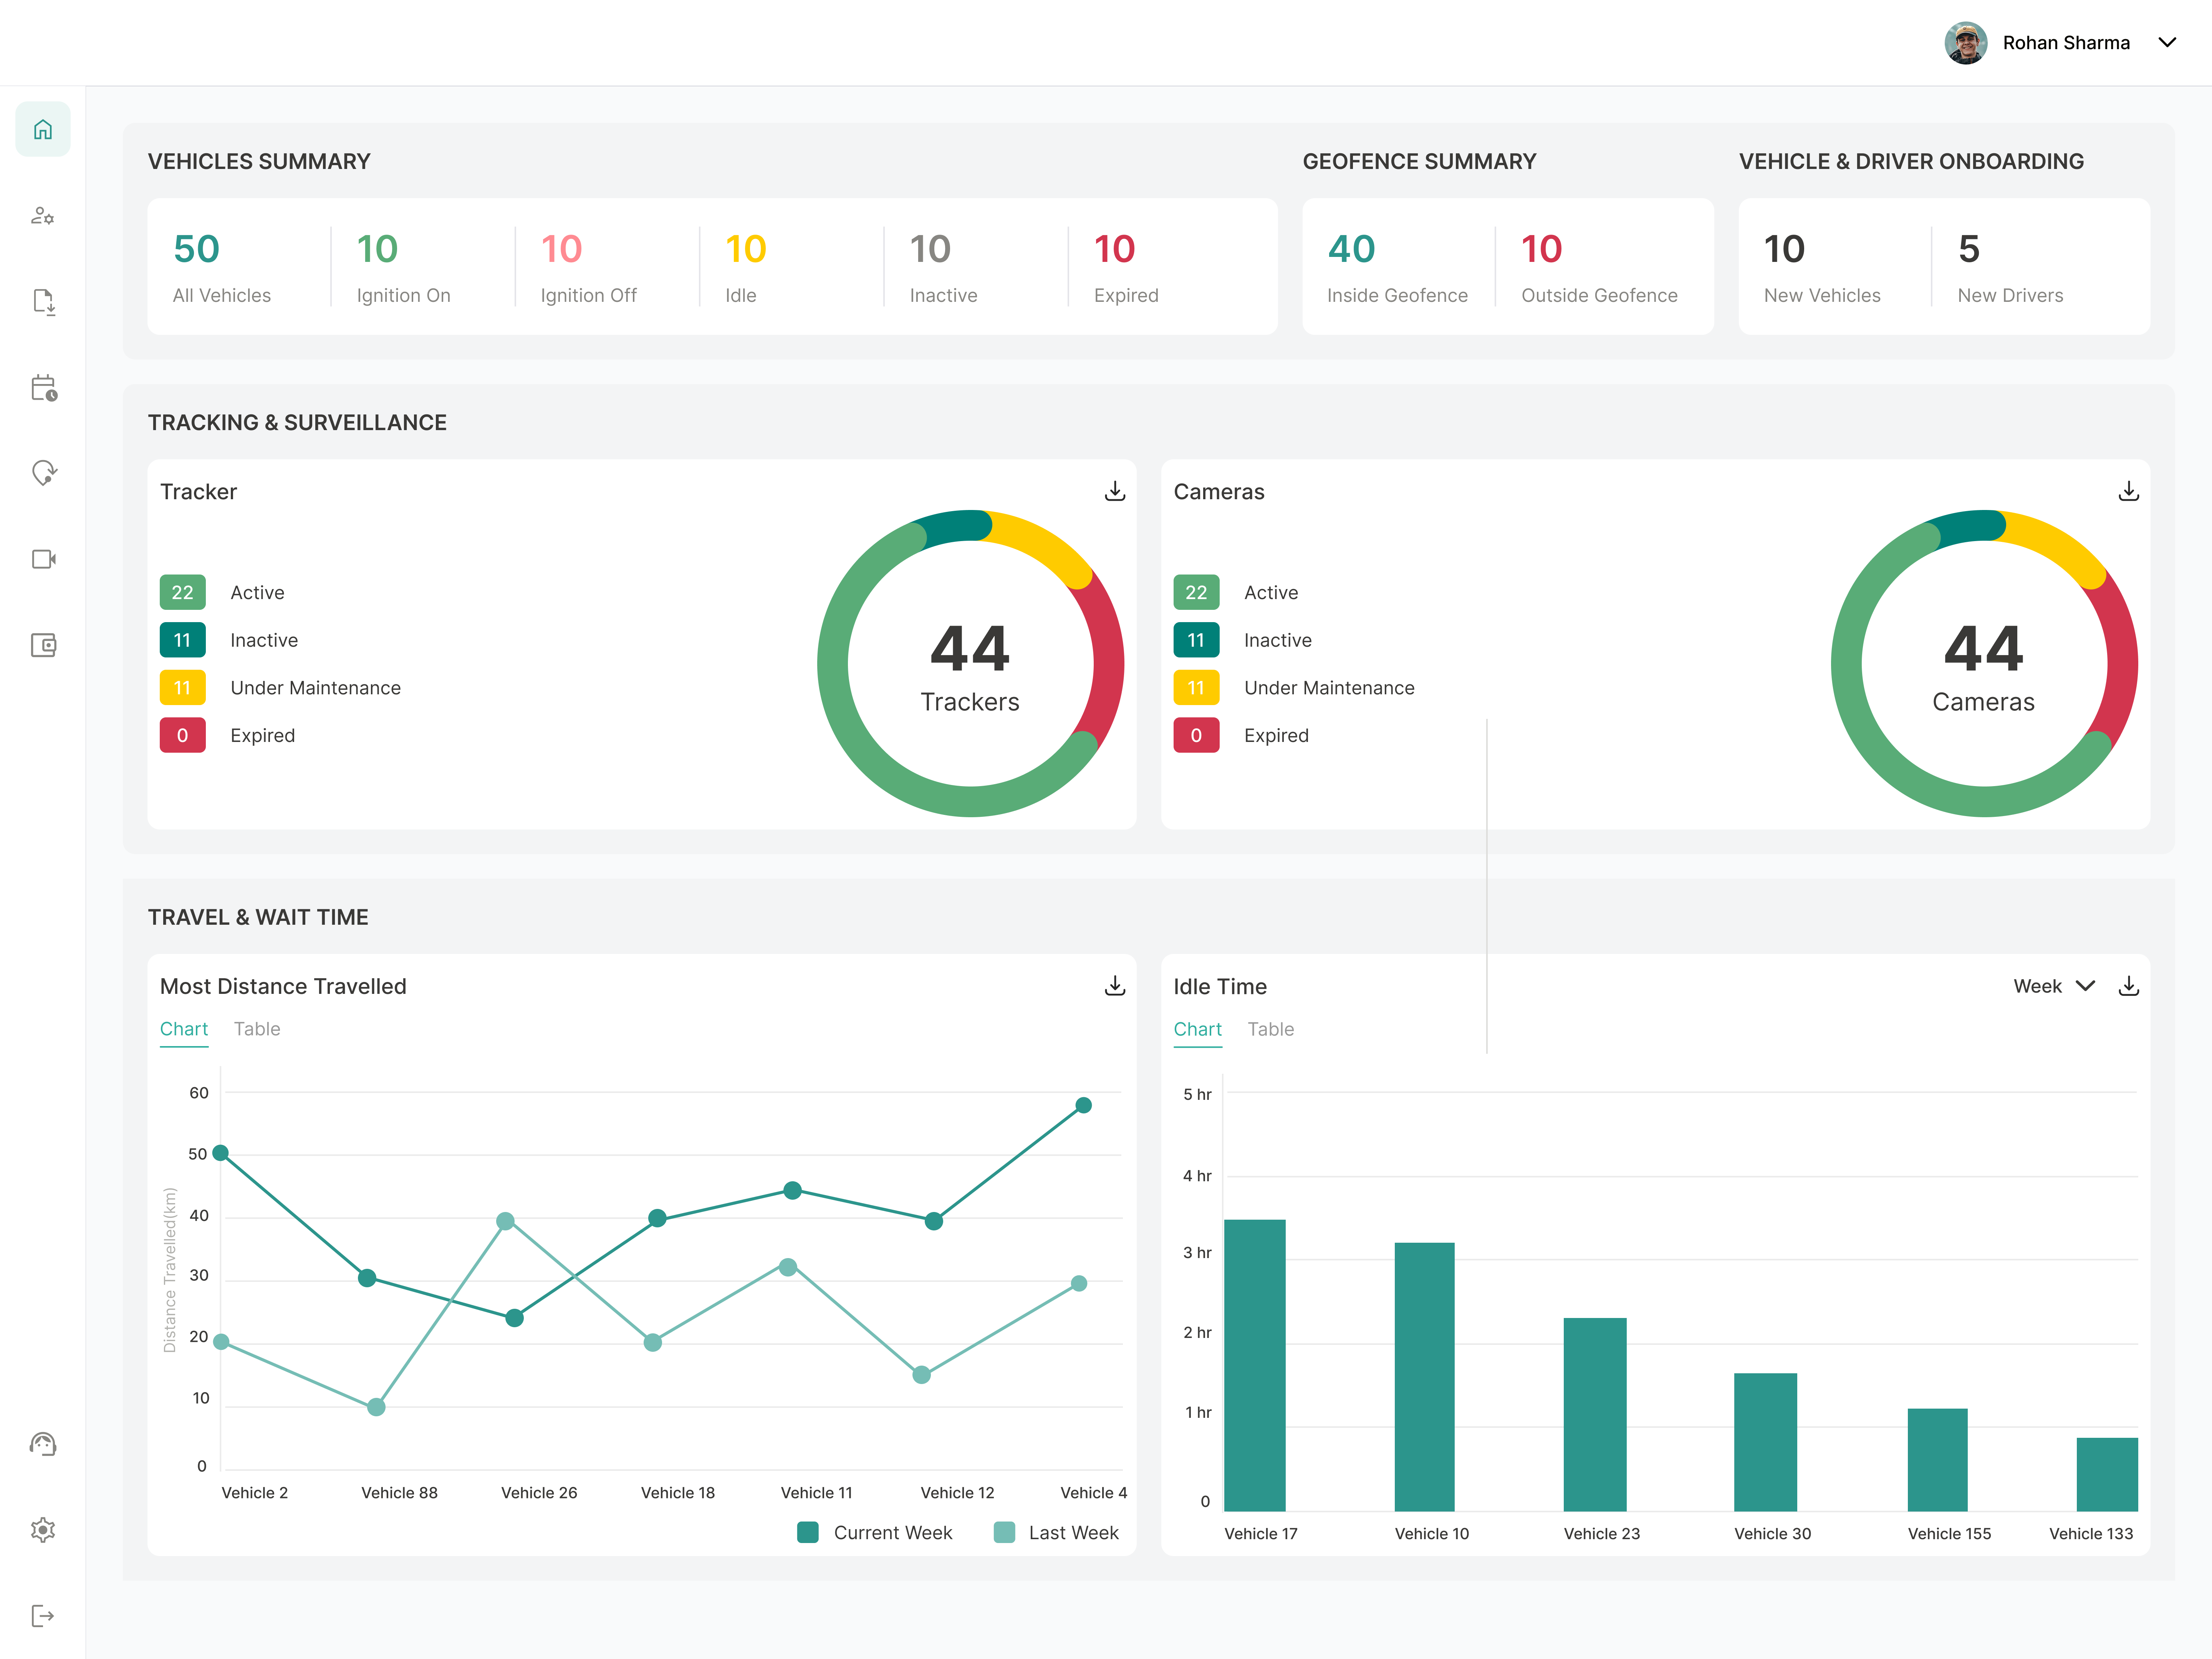 Rohan Sharma
VEHICLES SUMMARY
50
All Vehicles
10
Ignition On
10
Ignition Off
10
Idle
10
Inactive
10
Expired
GEOFENCE SUMMARY
40
Inside Geofence
10
Outside Geofence
VEHICLE & DRIVER ONBOARDING
10
New Vehicles
5
New Drivers
TRACKING & SURVEILLANCE
Tracker
22 Active
11 Inactive
11 Under Maintenance
0 Expired
44
Trackers
Cameras
22 Active
11 Inactive
11 Under Maintenance
0 Expired
44
Cameras
TRAVEL & WAIT TIME
Most Distance Travelled
Chart Table
Distance Travelled(km)
60
50
40
30
20
10
0
Vehicle 2 Vehicle 88 Vehicle 26 Vehicle 18 Vehicle 11 Vehicle 12 Vehicle 4
Current Week Last Week
Idle Time
Week
Chart Table
5 hr
4 hr
3 hr
2 hr
1 hr
0
Vehicle 17 Vehicle 10 Vehicle 23 Vehicle 30 Vehicle 155 Vehicle 133